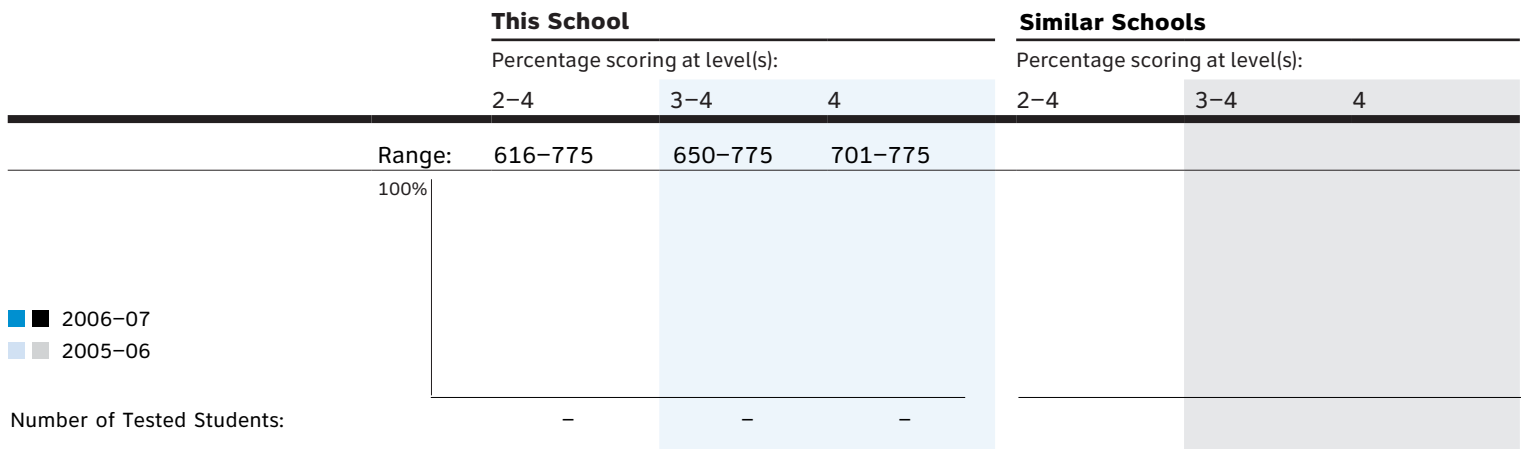 This School Similar Schools
Percentage scoring at level(s): Percentage scoring at level(s):
2–4 3–4 4 2–4 3–4 4
Range: 616–775 650–775 701–775
100%
2006–07
2005–06
Number of Tested Students: – – –